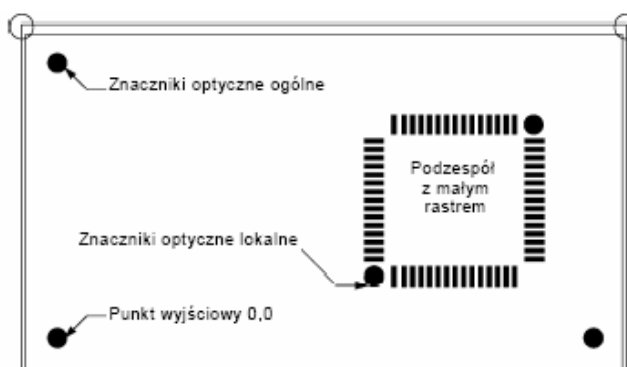 Znaczniki optyczne ogólne
Podzespół
z małym
rastrem
Znaczniki optyczne lokalne
Punkt wyjściowy 0,0